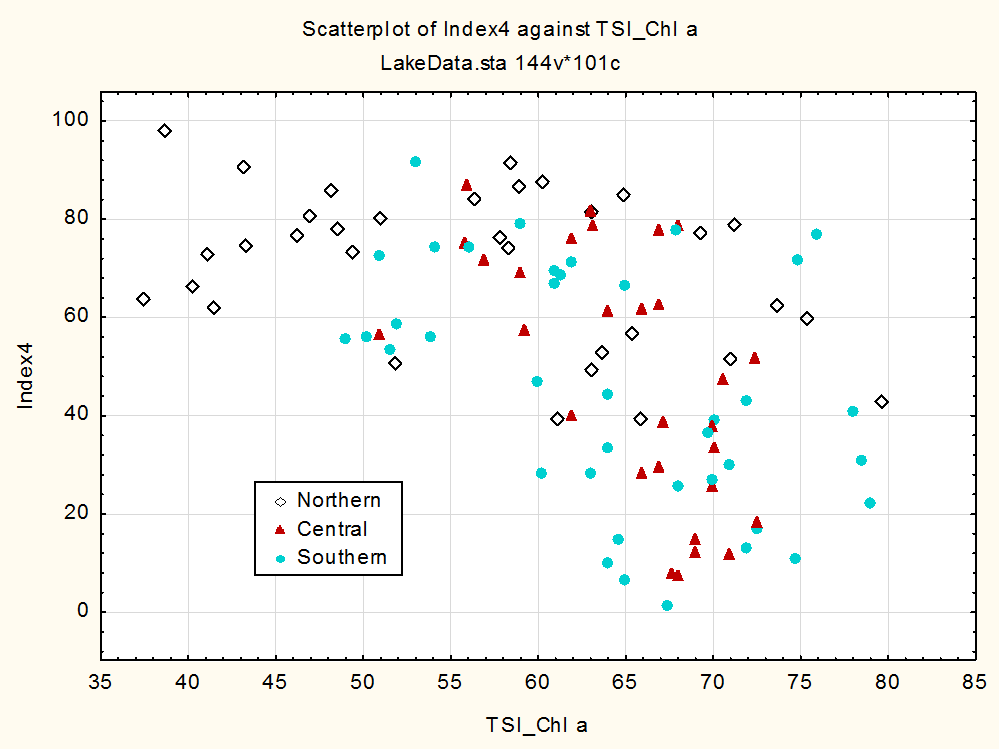 Scatterplot of Index4 against TSI_Chl a
LakeData.sta 144v*101c
100
80
60
40
20
0
Index4
Northern
Central
Southern
35 40 45 50 55 60 65 70 75 80 85
TSI_Chl a